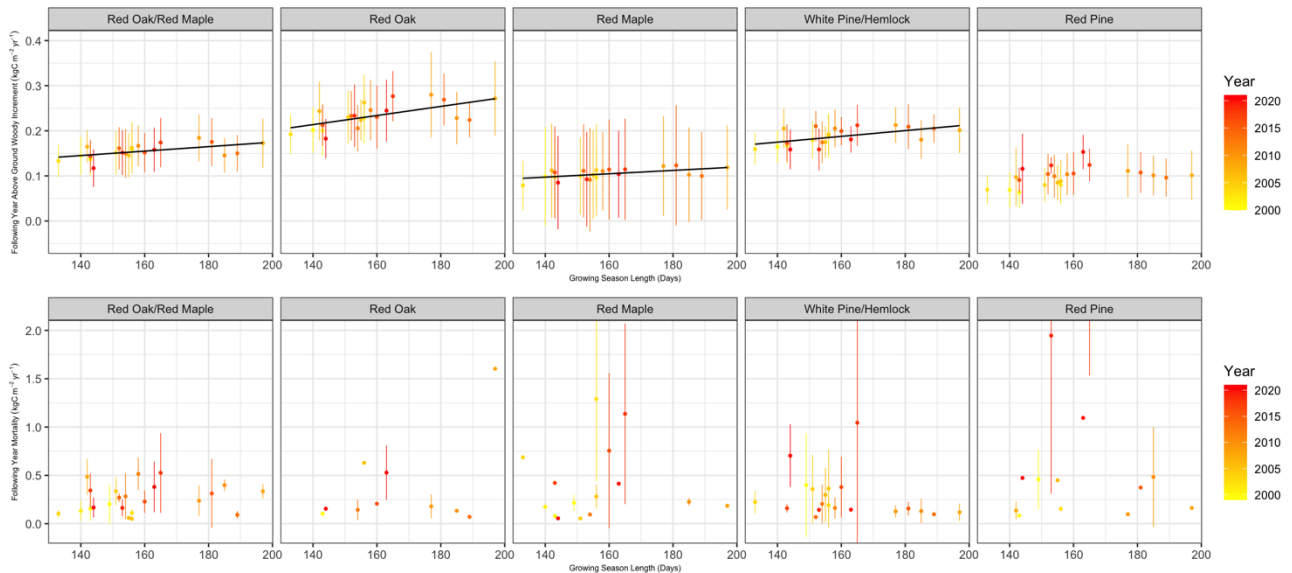 Red Oak/Red Maple Red Oak Red Maple White Pine/Hemlock Red Pine
Following Year Above Ground Woody Increment (kgC m⁻² yr⁻¹)
0.4
0.3
0.2
0.1
0.0
140 160 180 200 140 160 180 200 140 160 180 200 140 160 180 200 140 160 180 200
Growing Season Length (Days)
Year
2020
2015
2010
2005
2000
Red Oak/Red Maple Red Oak Red Maple White Pine/Hemlock Red Pine
Following Year Mortality (kgC m⁻² yr⁻¹)
2.0
1.5
1.0
0.5
0.0
140 160 180 200 140 160 180 200 140 160 180 200 140 160 180 200 140 160 180 200
Growing Season Length (Days)
Year
2020
2015
2010
2005
2000